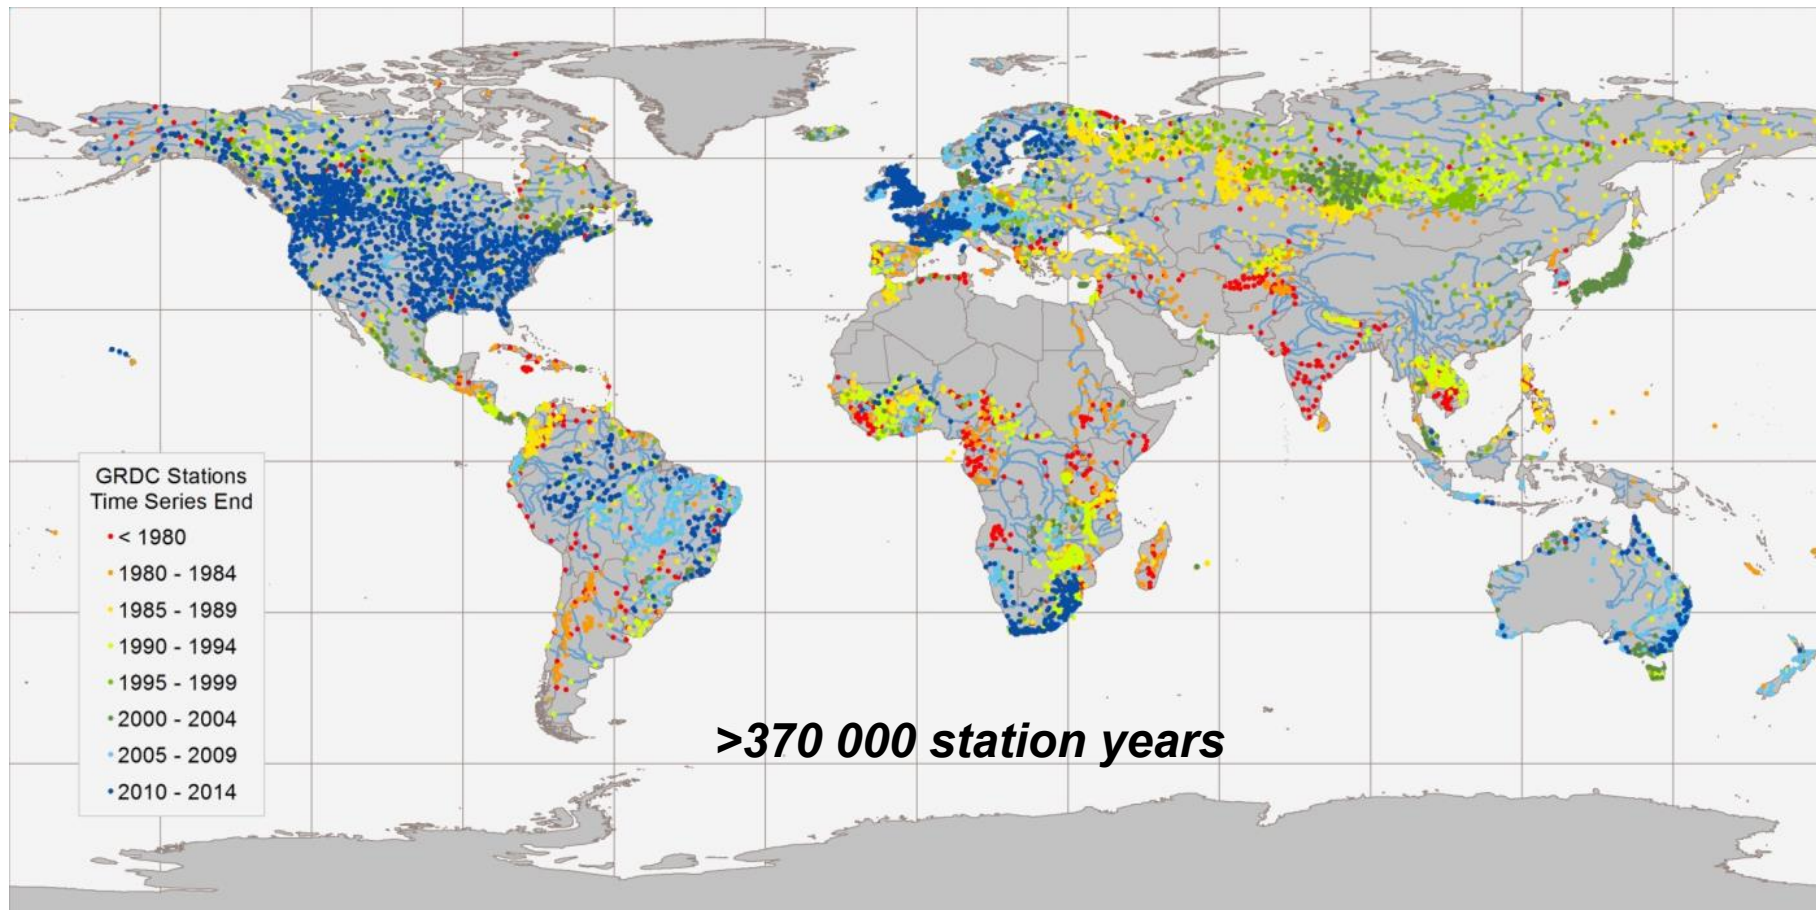 GRDC Stations
Time Series End
< 1980
1980 - 1984
1985 - 1989
1990 - 1994
1995 - 1999
2000 - 2004
2005 - 2009
2010 - 2014
>370 000 station years